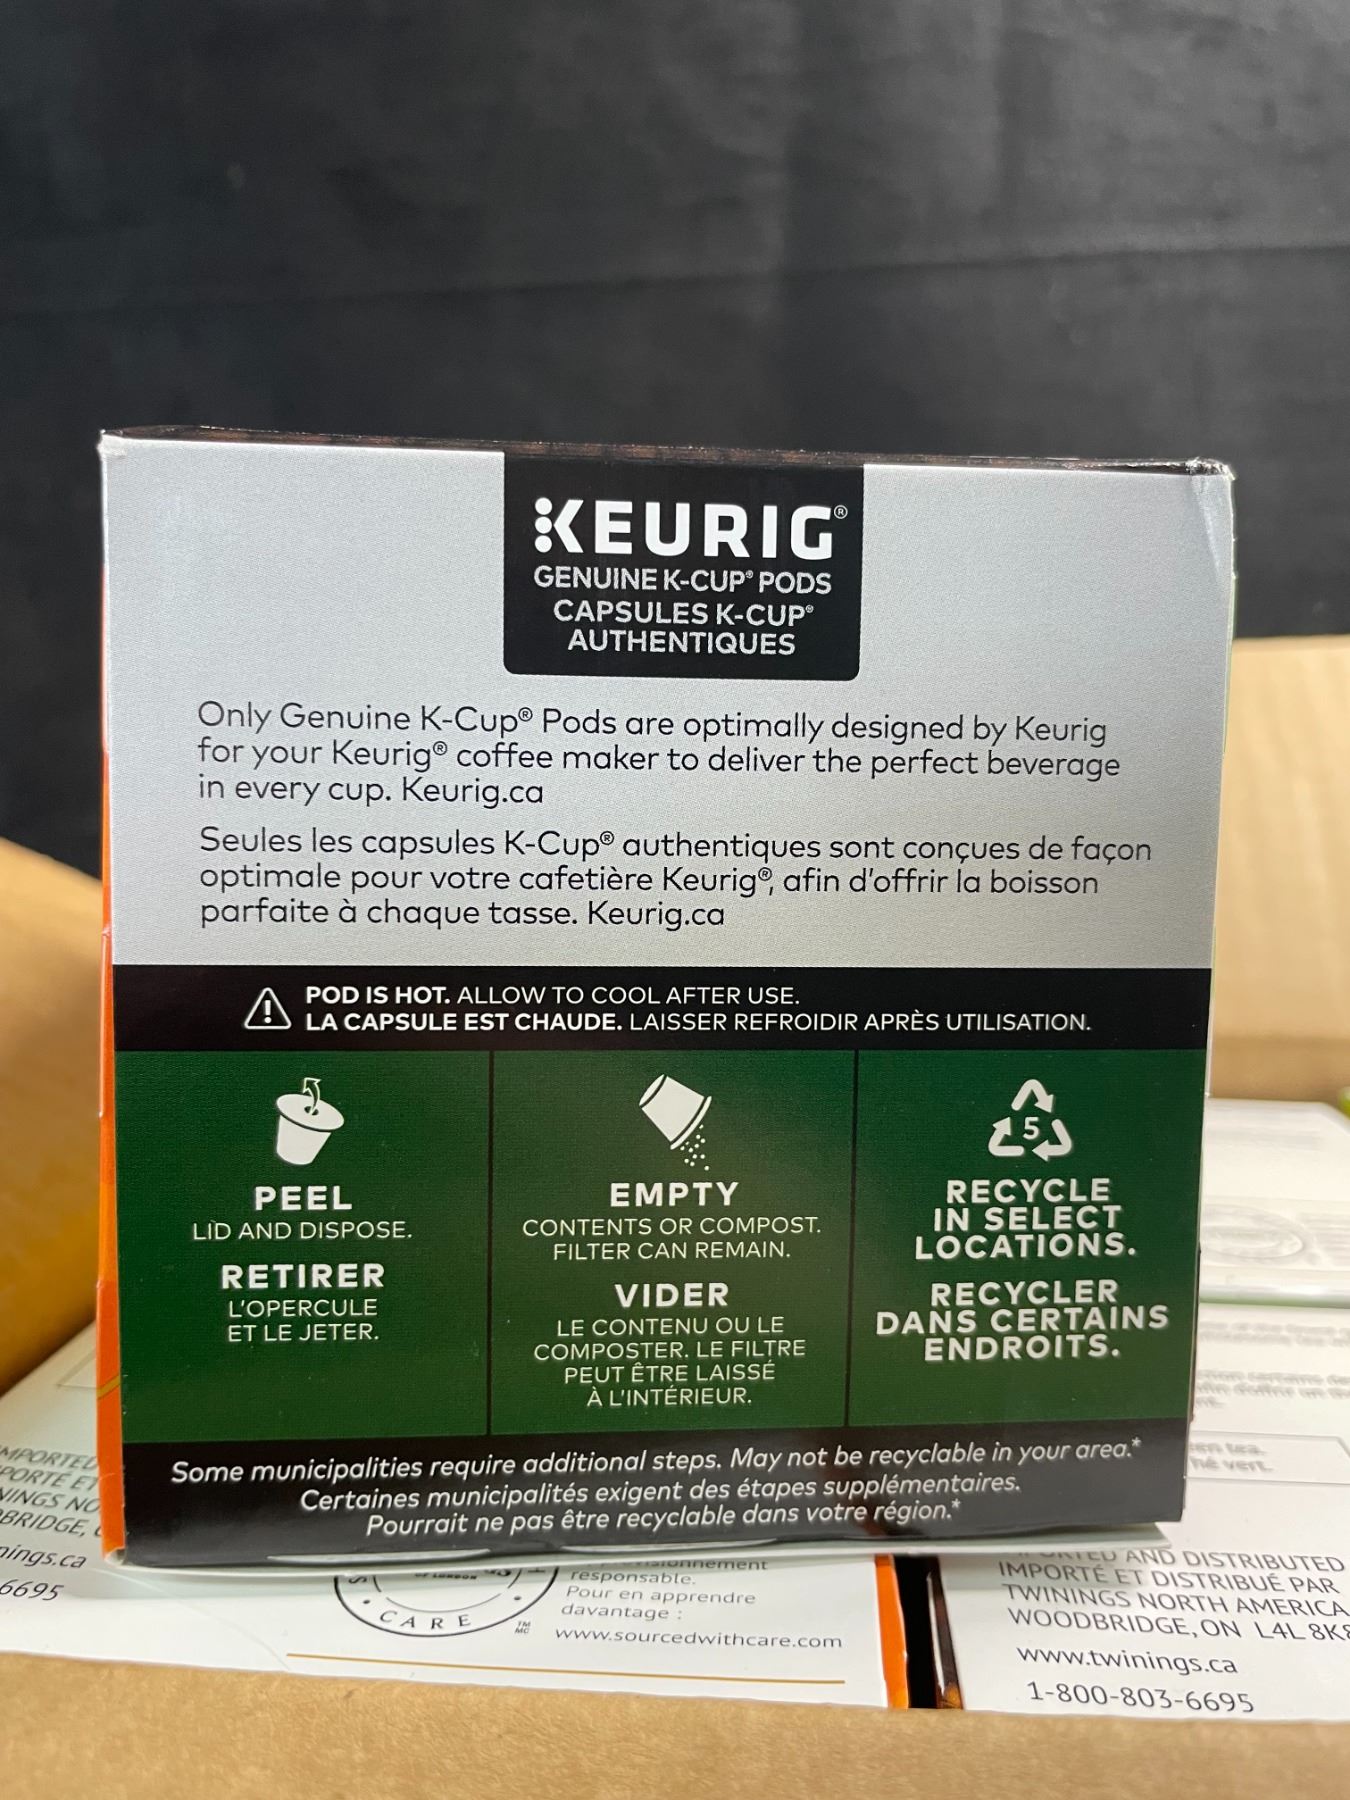 KEURIG®
GENUINE K-CUP® PODS
CAPSULES K-CUP®
AUTHENTIQUES
Only Genuine K-Cup® Pods are optimally designed by Keurig
for your Keurig® coffee maker to deliver the perfect beverage
in every cup. Keurig.ca
Seules les capsules K-Cup® authentiques sont conçues de façon
optimale pour votre cafetière Keurig®, afin d'offrir la boisson
parfaite à chaque tasse. Keurig.ca
POD IS HOT. ALLOW TO COOL AFTER USE.
LA CAPSULE EST CHAUDE. LAISSER REFROIDIR APRÈS UTILISATION.
PEEL
LID AND DISPOSE.
RETIRER
L'OPERCULE
ET LE JETER.
EMPTY
CONTENTS OR COMPOST.
FILTER CAN REMAIN.
VIDER
LE CONTENU OU LE
COMPOSTER. LE FILTRE
PEUT ÊTRE LAISSÉ
À L'INTÉRIEUR.
5
RECYCLE
IN SELECT
LOCATIONS.
RECYCLER
DANS CERTAINS
ENDROITS.
Some municipalities require additional steps. May not be recyclable in your area.*
Certaines municipalités exigent des étapes supplémentaires.
Pourrait ne pas être recyclable dans votre région.*
6695
CARE
TM
MC
responsable.
Pour en apprendre
davantage :
www.sourcedwithcare.com
AND DISTRIBUTED
IMPORTÉ ET DISTRIBUÉ PAR
TWININGS NORTH AMERICA
WOODBRIDGE, ON L4L 8K
www.twinings.ca
1-800-803-6695